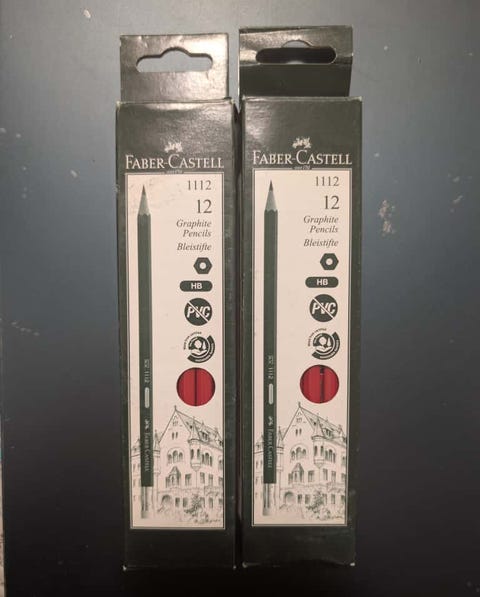 FABER-CASTELL
since 1761
1112
12
Graphite
Pencils
Bleistifte
HB
PVC
1112
FABER-CASTELL
FABER-CASTELL
since 1761
1112
12
Graphite
Pencils
Bleistifte
HB
PVC
1112
FABER-CASTELL